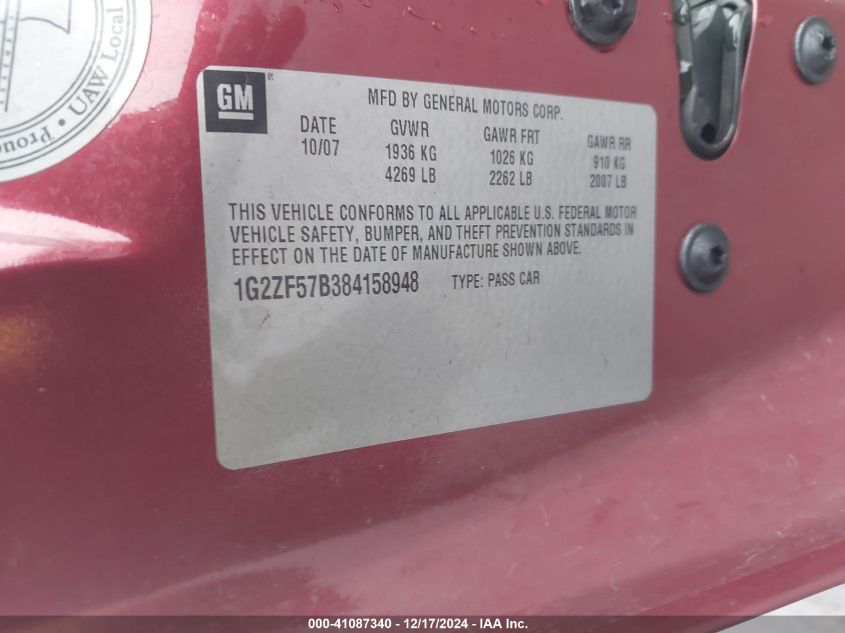 Proud
UAW Local
GM ®
MFD BY GENERAL MOTORS CORP.
DATE GVWR GAWR FRT GAWR RR
10/07 1936 KG 1026 KG 910 KG
4269 LB 2262 LB 2007 LB
THIS VEHICLE CONFORMS TO ALL APPLICABLE U.S. FEDERAL MOTOR
VEHICLE SAFETY, BUMPER, AND THEFT PREVENTION STANDARDS IN
EFFECT ON THE DATE OF MANUFACTURE SHOWN ABOVE.
1G2ZF57B384158948 TYPE: PASS CAR
000-41087340 - 12/17/2024 - IAA Inc.